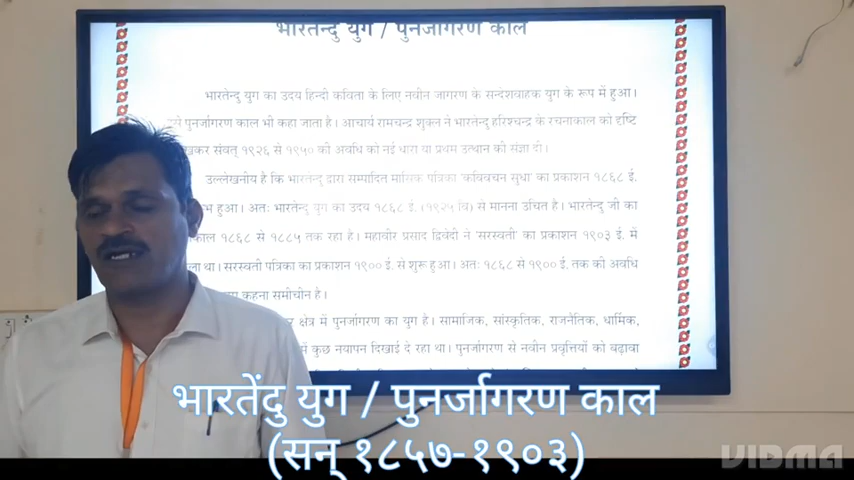 भारतेन्दु युग / पुनर्जागरण काल
भारतेन्दु युग का उदय हिन्दी कविता के लिए नवीन जागरण के सन्देशवाहक युग के रूप में हुआ।
पुनर्जागरण काल भी कहा जाता है। आचार्य रामचन्द्र शुक्ल ने भारतेन्दु हरिश्चन्द्र के रचनाकाल को दृष्टि
संवत् १९२६ से १९५० की अवधि को नई धारा या प्रथम उत्थान की संज्ञा दी।
उल्लेखनीय है कि भारतेन्दु द्वारा सम्पादित मासिक पत्रिका 'कविवचन सुधा' का प्रकाशन १८६८ ई.
हुआ। अतः भारतेन्दु युग का उदय १८६८ ई. (१९२५ वि) से मानना उचित है। भारतेन्दु जी का
काल १८६८ से १८८५ तक रहा है। महावीर प्रसाद द्विवेदी ने 'सरस्वती' का प्रकाशन १९०३ ई. में
था। सरस्वती पत्रिका का प्रकाशन १९०० ई. से शुरू हुआ। अतः १८६८ से १९०० ई. तक की अवधि
कहना समीचीन है।
क्षेत्र में पुनर्जागरण का युग है। सामाजिक, सांस्कृतिक, राजनैतिक, धार्मिक,
में कुछ नयापन दिखाई दे रहा था। पुनर्जागरण से नवीन प्रवृत्तियों को बढ़ावा
भारतेंदु युग / पुनर्जागरण काल
(सन् १८५७-१९०३)
VIDMA